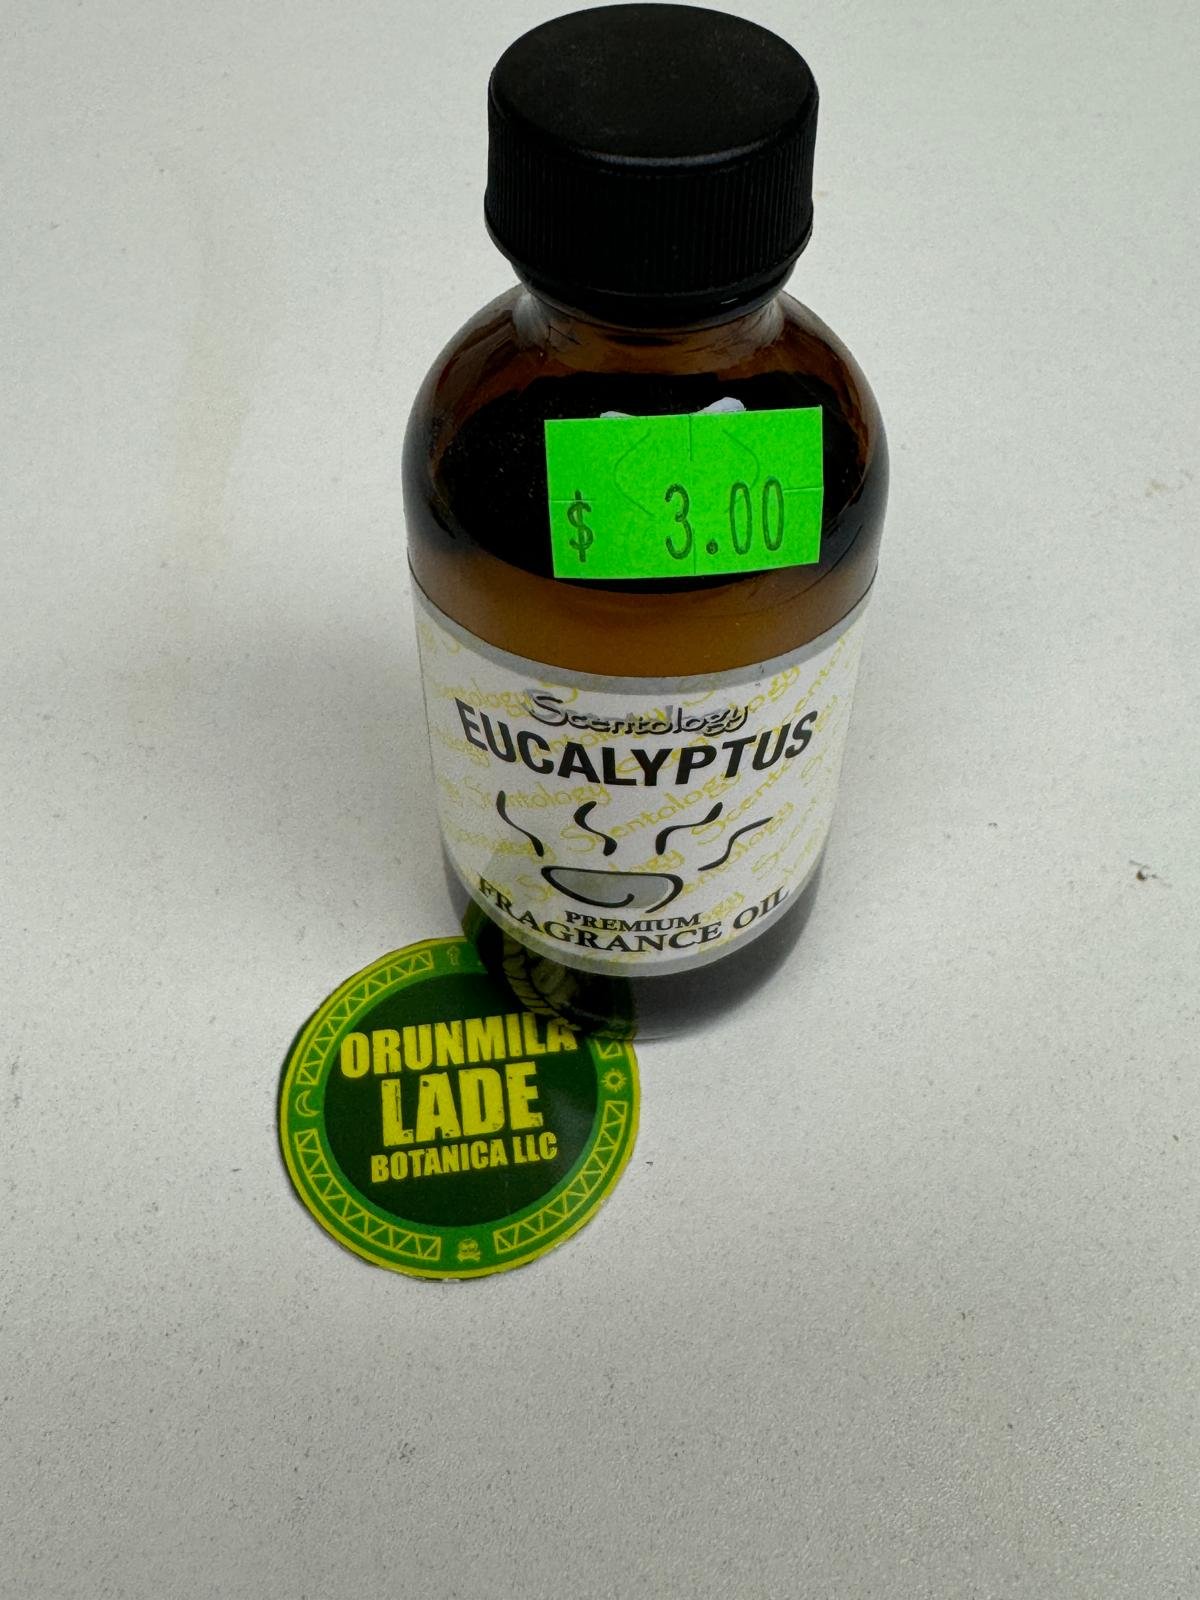 $ 3.00
Scentology
EUCALYPTUS
PREMIUM
FRAGRANCE OIL
ORUNMILA
LADE
BOTANICA LLC